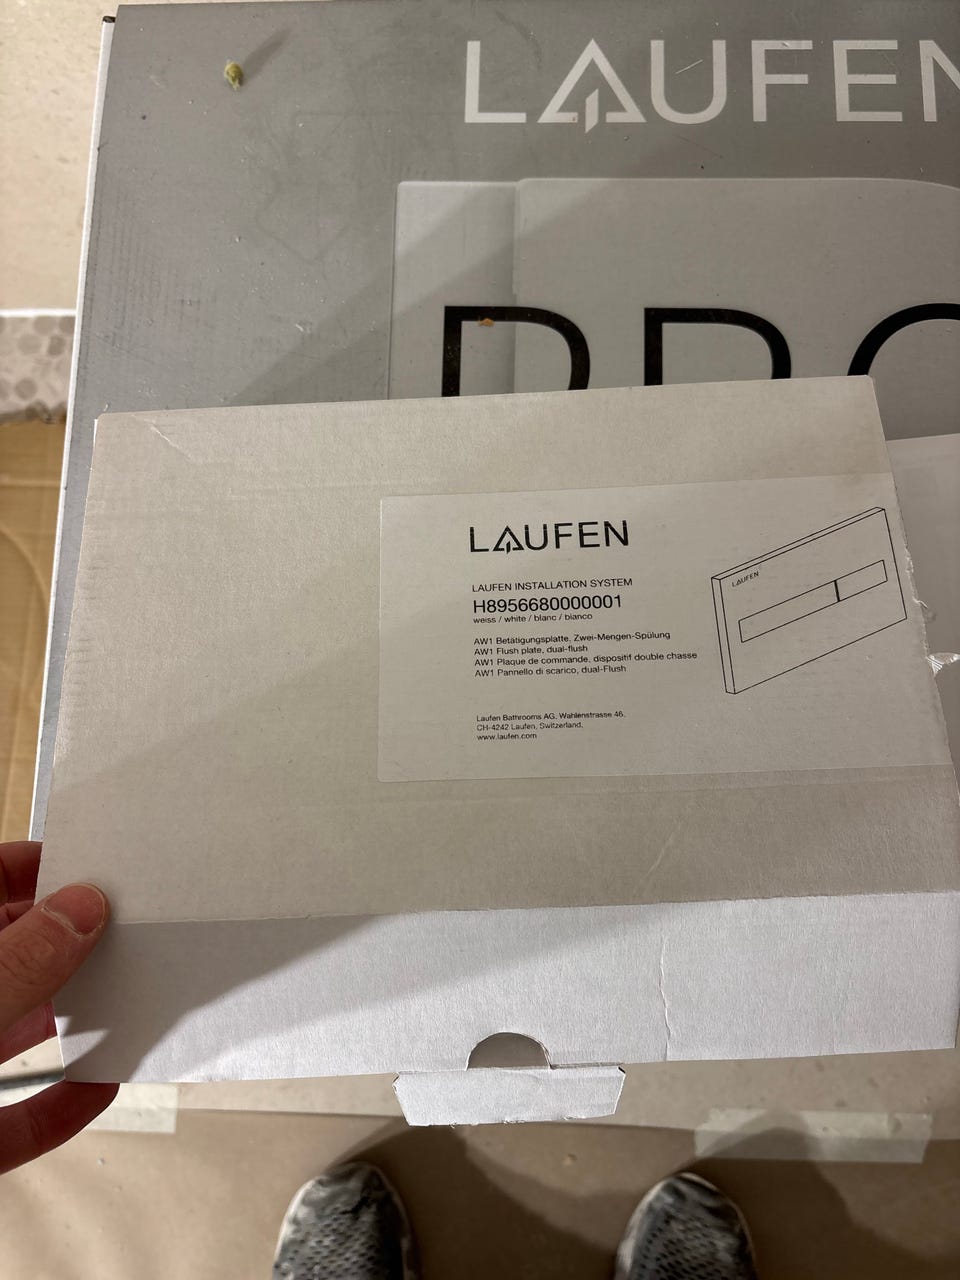 LAUFEN
PRO
LAUFEN
LAUFEN INSTALLATION SYSTEM
H8956680000001
weiss / white / blanc / bianco
AW1 Betätigungsplatte, Zwei-Mengen-Spülung
AW1 Flush plate, dual-flush
AW1 Plaque de commande, dispositif double chasse
AW1 Pannello di scarico, dual-Flush
Laufen Bathrooms AG, Wahlenstrasse 46,
CH-4242 Laufen, Switzerland,
www.laufen.com
LAUFEN